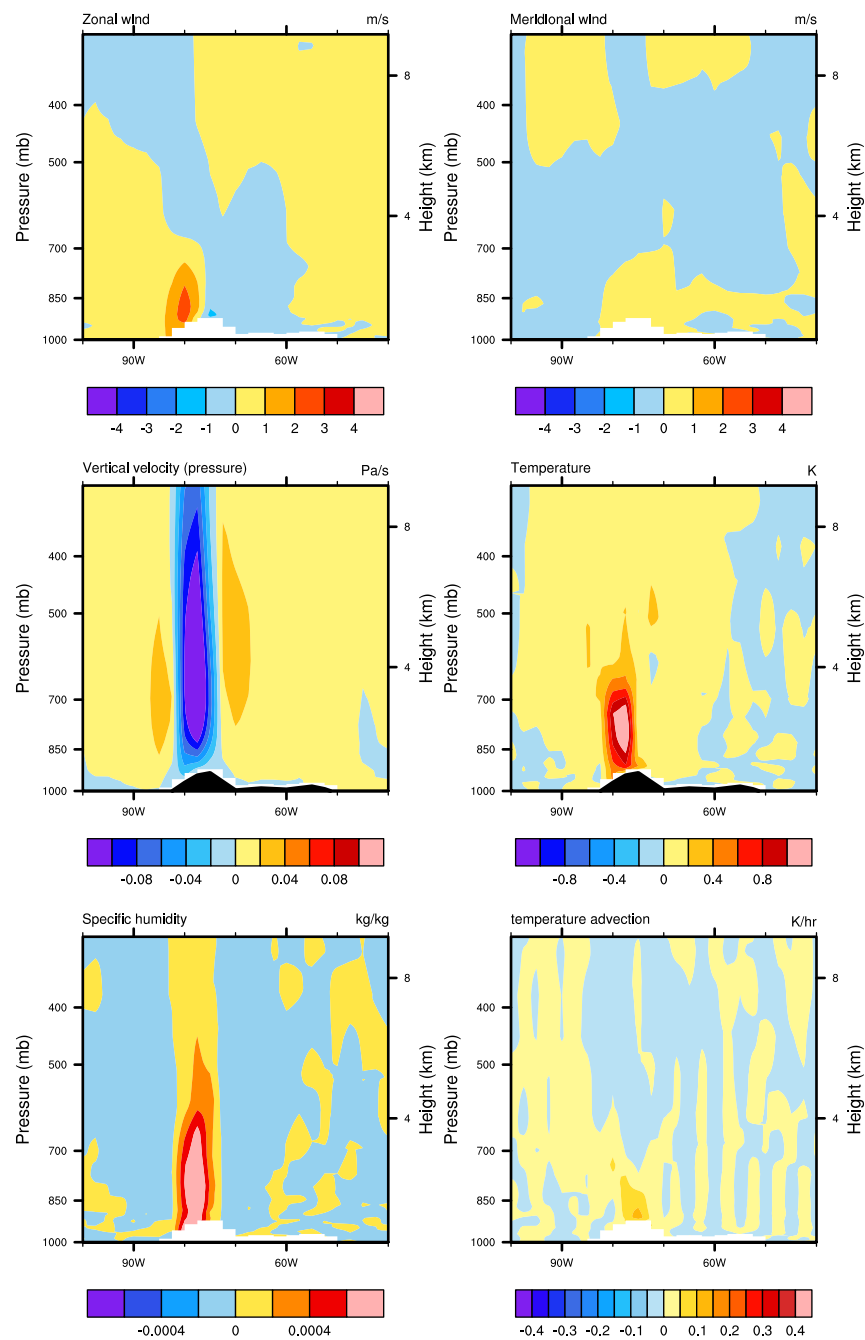 Zonal wind m/s
Pressure (mb)
400
500
700
850
1000
8
4
Height (km)
90W 60W
-4 -3 -2 -1 0 1 2 3 4
Meridional wind m/s
Pressure (mb)
400
500
700
850
1000
8
4
Height (km)
90W 60W
-4 -3 -2 -1 0 1 2 3 4
Vertical velocity (pressure) Pa/s
Pressure (mb)
400
500
700
850
1000
8
4
Height (km)
90W 60W
-0.08 -0.04 0 0.04 0.08
Temperature K
Pressure (mb)
400
500
700
850
1000
8
4
Height (km)
90W 60W
-0.8 -0.4 0 0.4 0.8
Specific humidity kg/kg
Pressure (mb)
400
500
700
850
1000
8
4
Height (km)
90W 60W
-0.0004 0 0.0004
temperature advection K/hr
Pressure (mb)
400
500
700
850
1000
8
4
Height (km)
90W 60W
-0.4 -0.3 -0.2 -0.1 0 0.1 0.2 0.3 0.4